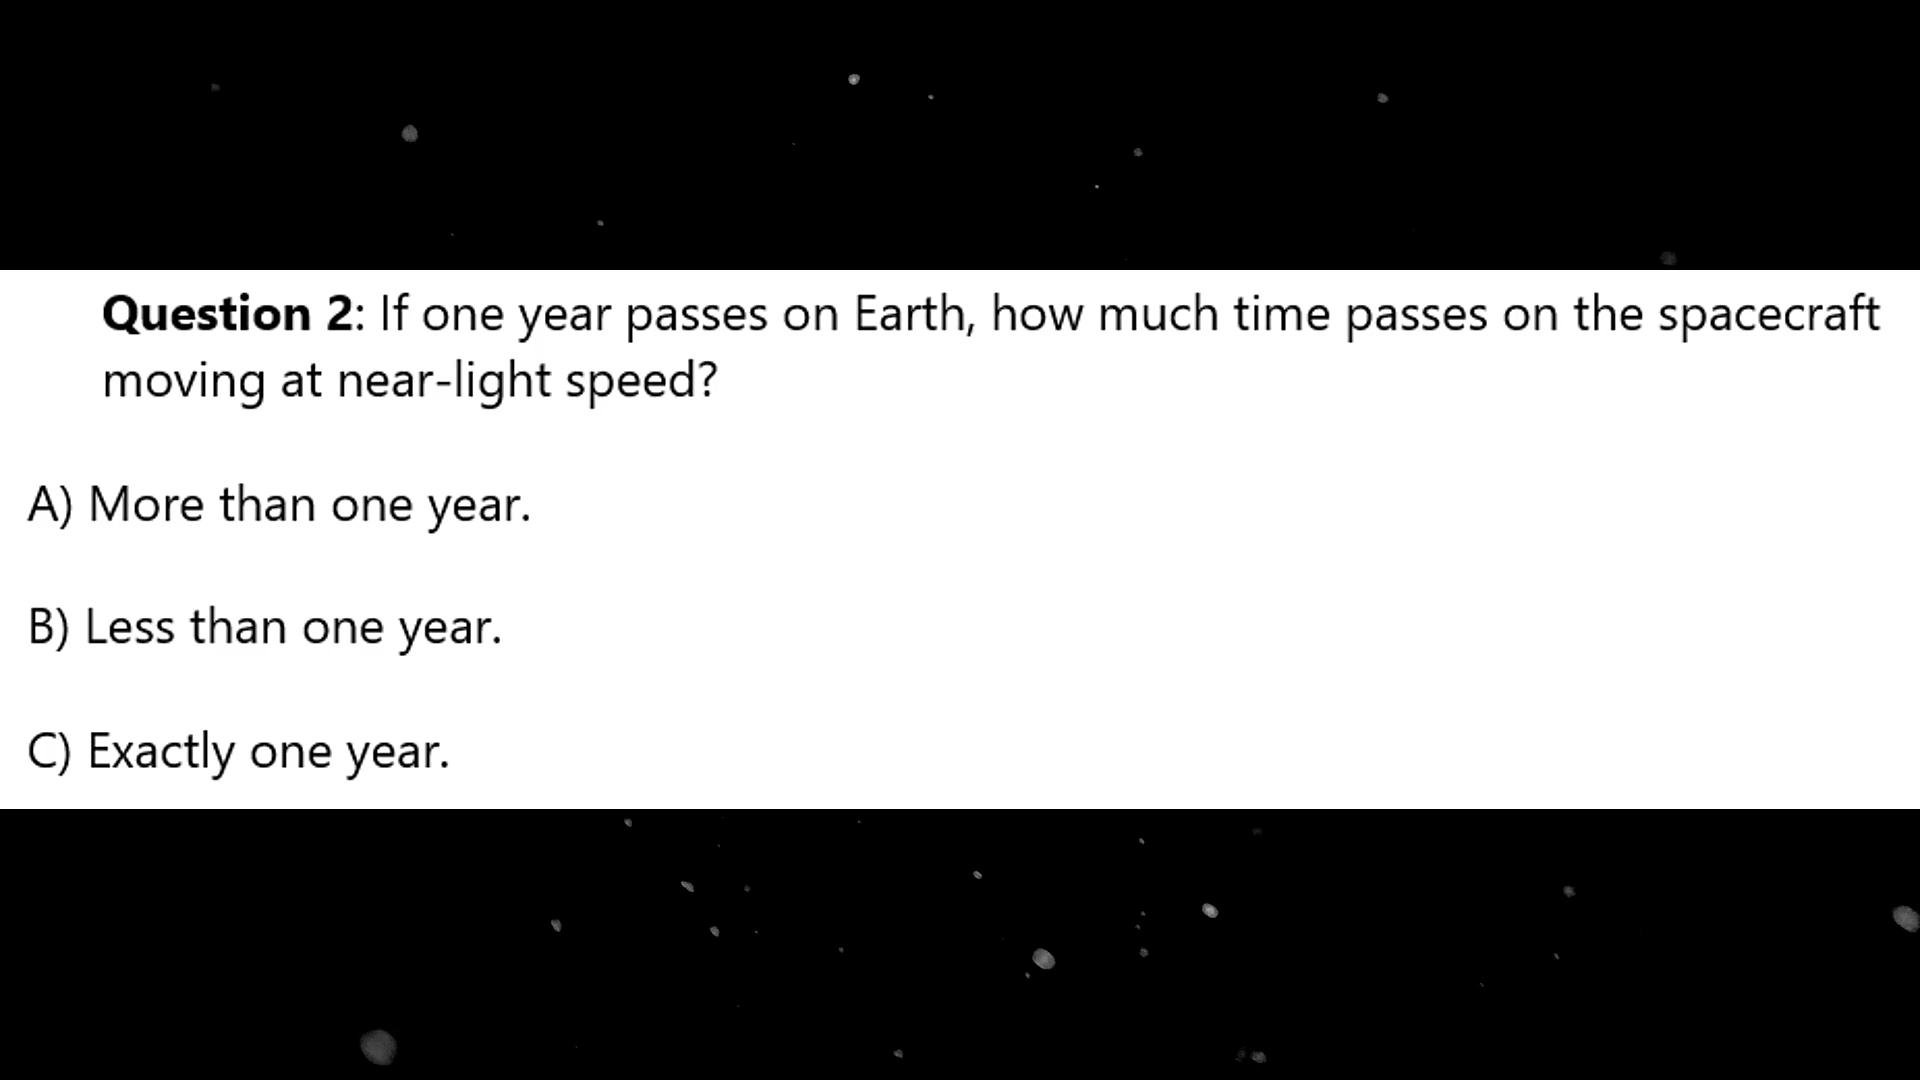 Question 2: If one year passes on Earth, how much time passes on the spacecraft
moving at near-light speed?
A) More than one year.
B) Less than one year.
C) Exactly one year.